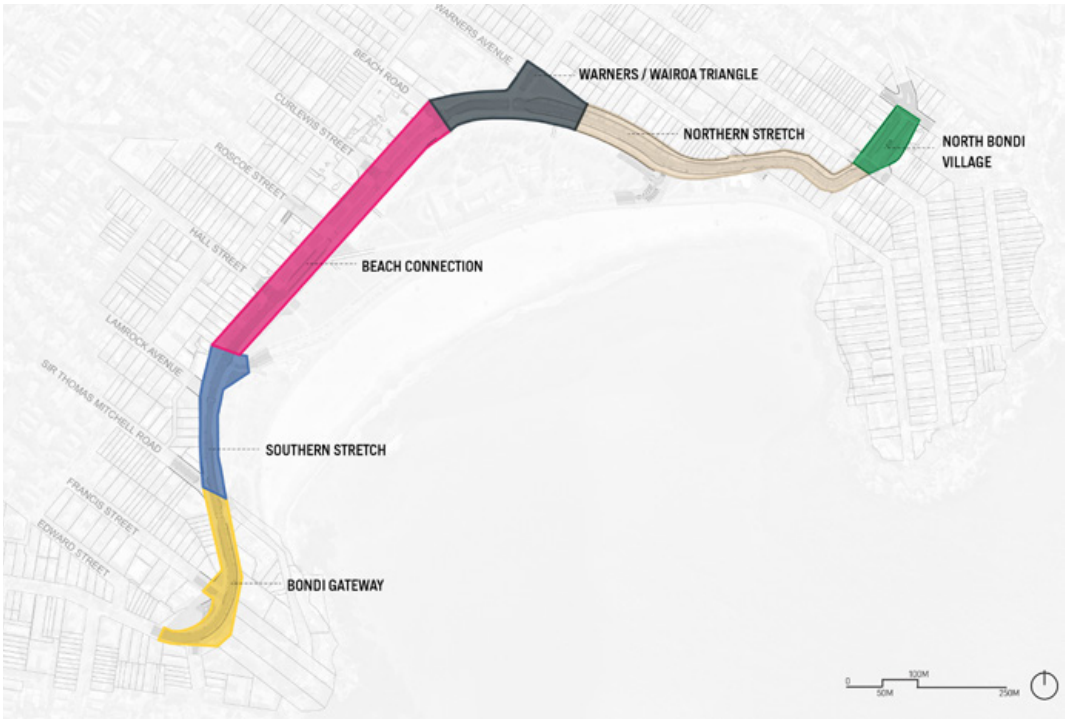 WARNERS AVENUE
WARNERS / WAIROA TRIANGLE
BEACH ROAD
CURLEWIS STREET
NORTHERN STRETCH
NORTH BONDI
VILLAGE
ROSCOE STREET
HALL STREET
BEACH CONNECTION
LAMROCK AVENUE
SIR THOMAS MITCHELL ROAD
SOUTHERN STRETCH
FRANCIS STREET
EDWARD STREET
BONDI GATEWAY
0
50M
100M
250M